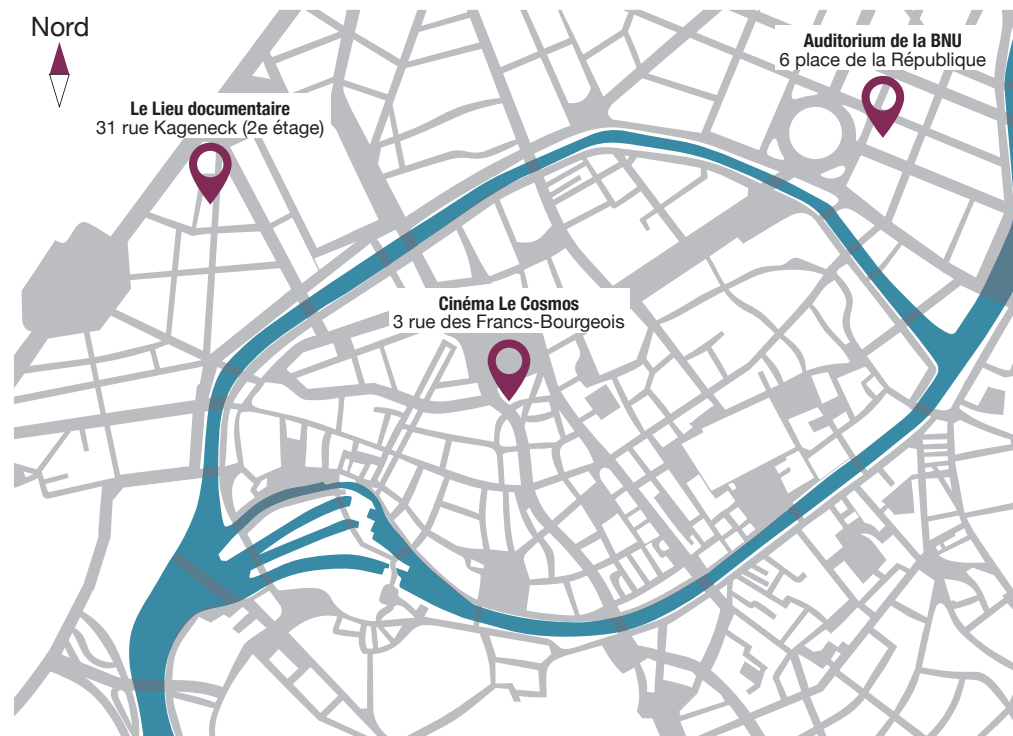 Nord
Auditorium de la BNU
6 place de la République
Le Lieu documentaire
31 rue Kageneck (2e étage)
Cinéma Le Cosmos
3 rue des Francs-Bourgeois